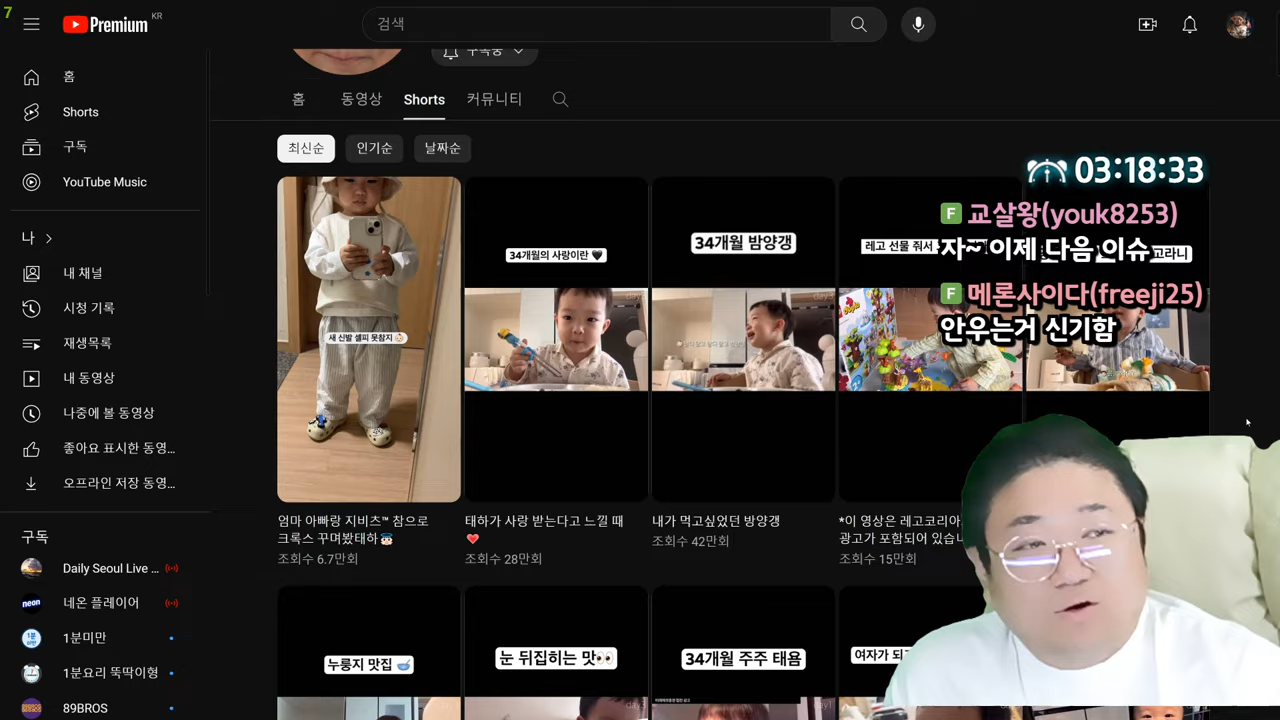 7
Premium KR
검색
홈
Shorts
구독
YouTube Music
나
내 채널
시청 기록
재생목록
내 동영상
나중에 볼 동영상
좋아요 표시한 동영...
오프라인 저장 동영...
구독
Daily Seoul Live ...
네온 플레이어
1분미만
1분요리 뚝딱이형
89BROS
구독중
홈
동영상
Shorts
커뮤니티
최신순
인기순
날짜순
03:18:33
F 교살왕(youk8253)
자~ 이제 다음 이슈
F 메론사이다(freeji25)
안우는거 신기함
새 신발 셀피 못참지
34개월의 사랑이란 🖤
34개월 밤양갱
레고 선물 줘서
고라니
엄마 아빠랑 지비츠™ 참으로
크록스 꾸며봤태하
조회수 6.7만회
태하가 사랑 받는다고 느낄 때
❤️
조회수 28만회
내가 먹고싶었던 방양갱
조회수 42만회
*이 영상은 레고코리아
광고가 포함되어 있습니
조회수 15만회
누룽지 맛집
눈 뒤집히는 맛👀
34개월 주주 태용
여자가 되고